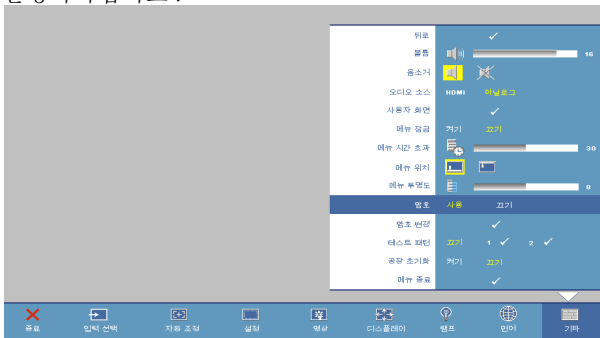 뒤로
볼륨 16
음소거
오디오 소스 HDMI 아날로그
사용자 화면
메뉴 잠금 켜기 끄기
메뉴 시간 초과 30
메뉴 위치
메뉴 투명도 8
암호 사용 끄기
암호 변경
테스트 패턴 끄기 1 2
공장 초기화 켜기 끄기
메뉴 종료
종료 입력 선택 자동 조정 설정 영상 디스플레이 램프 언어 기타